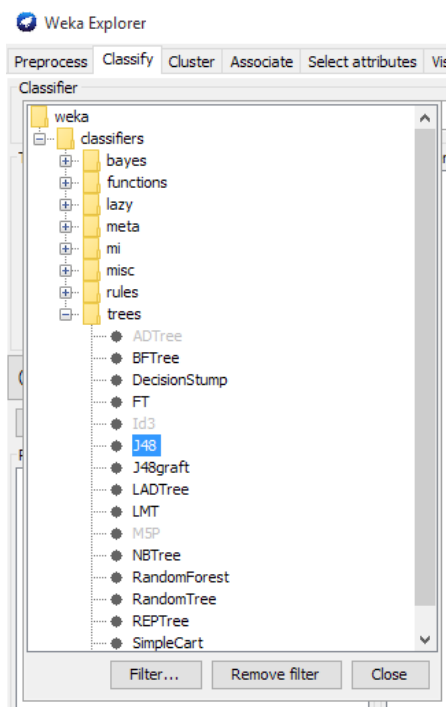 Weka Explorer
Preprocess Classify Cluster Associate Select attributes
Classifier
weka
classifiers
bayes
functions
lazy
meta
mi
misc
rules
trees
ADTree
BFTree
DecisionStump
FT
Id3
J48
J48graft
LADTree
LMT
M5P
NBTree
RandomForest
RandomTree
REPTree
SimpleCart
Filter... Remove filter Close